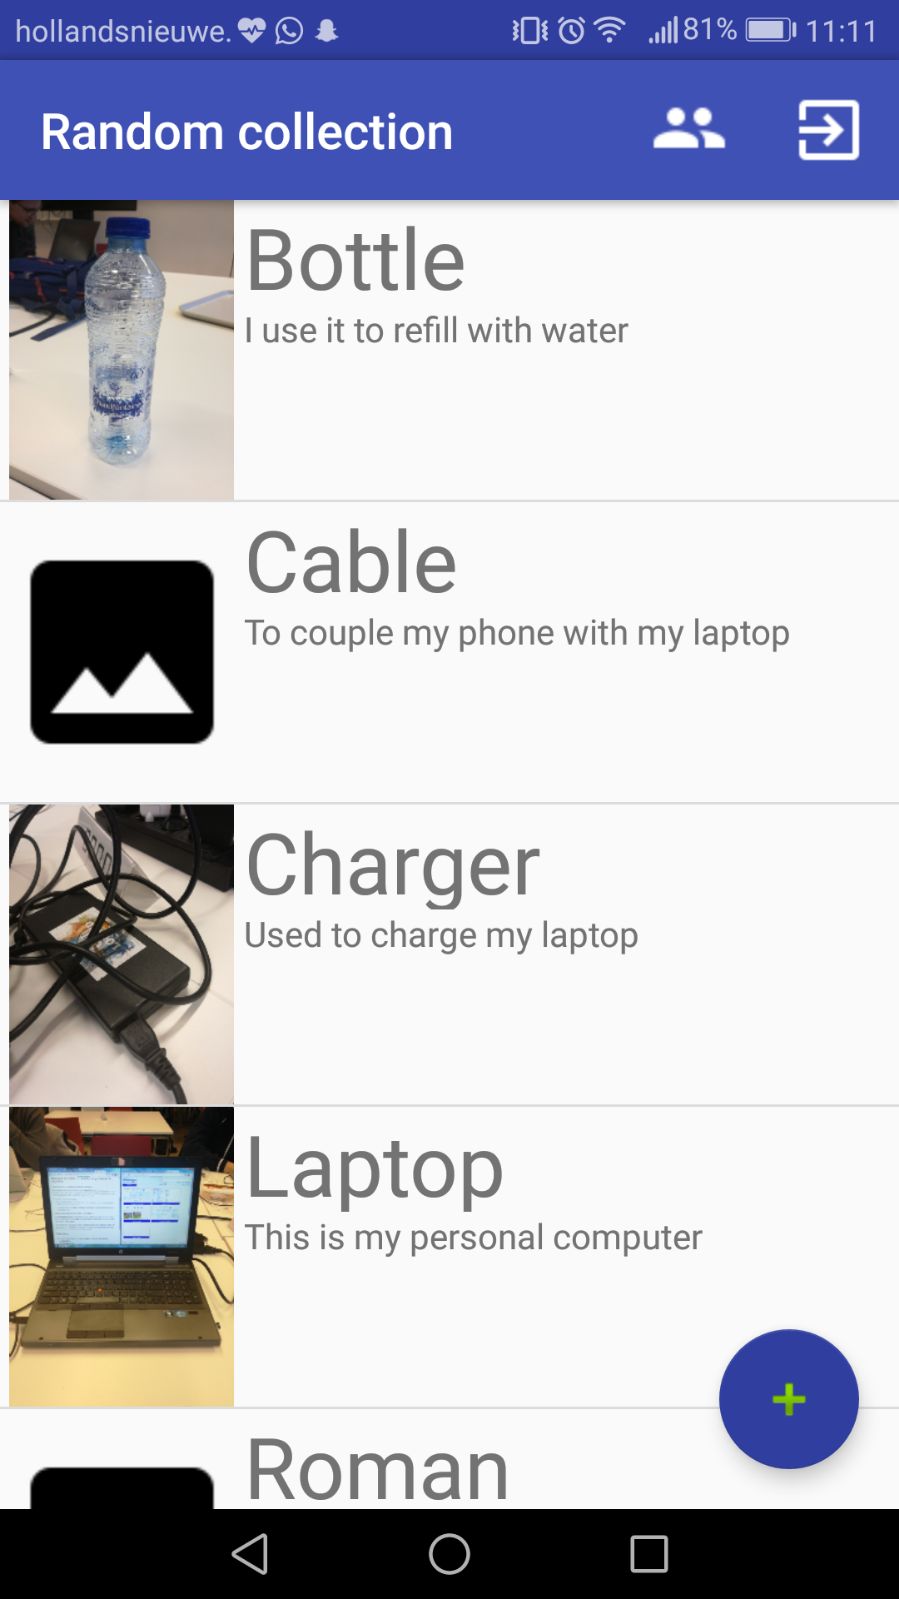 hollandsnieuwe. 81% 11:11
Random collection
Bottle
I use it to refill with water
Cable
To couple my phone with my laptop
Charger
Used to charge my laptop
Laptop
This is my personal computer
Roman